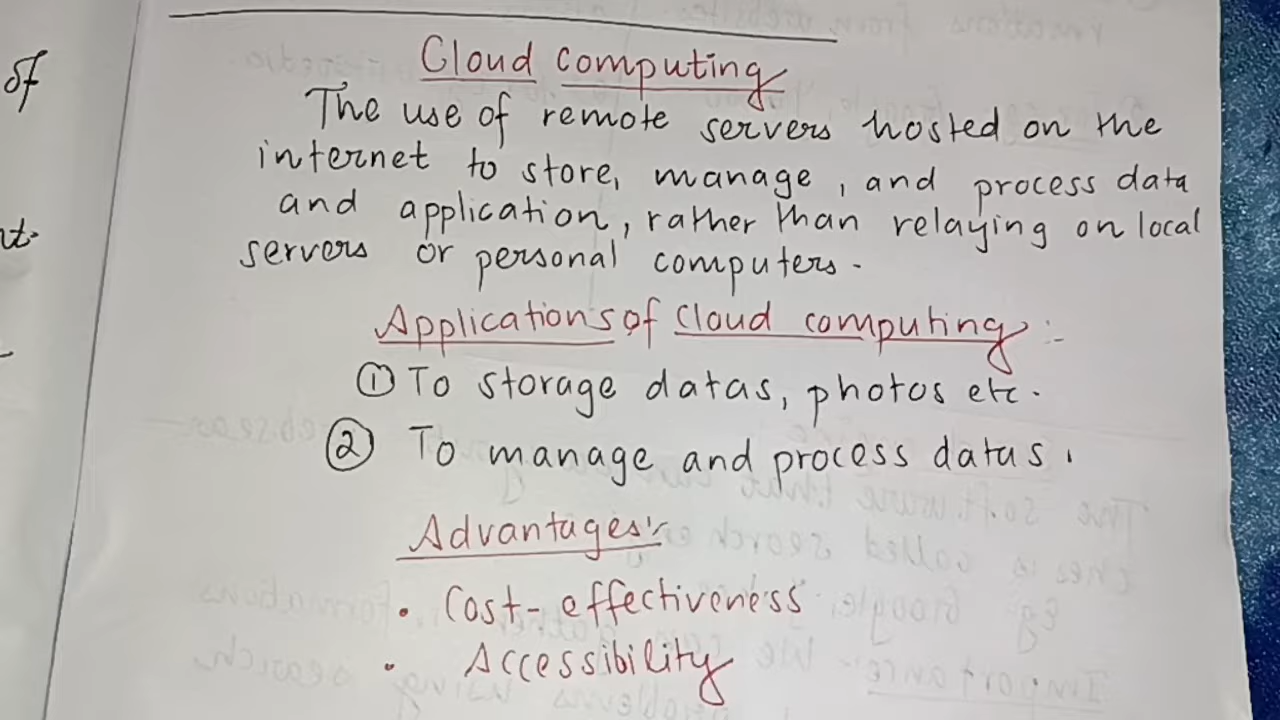 of
Cloud computing
The use of remote servers hosted on the
internet to store, manage, and process data
and application, rather than relaying on local
servers or personal computers.
Applications of Cloud computing :-
① To storage datas, photos etc.
② To manage and process datas.
Advantages:-
• Cost-effectiveness
• Accessibility